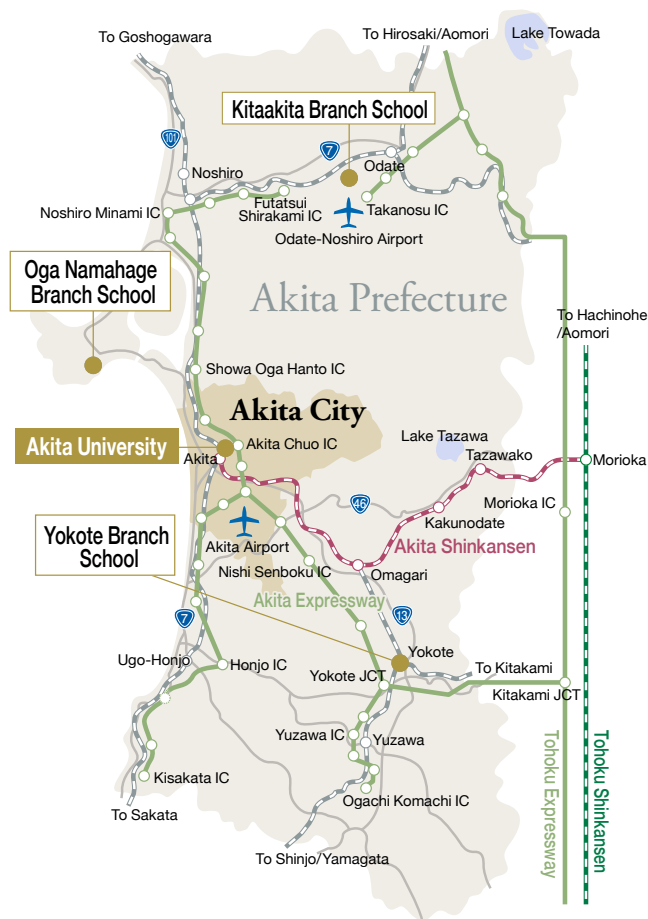 To Goshogawara
To Hirosaki/Aomori
Lake Towada
Kitaakita Branch School
101
7
Noshiro
Odate
Noshiro Minami IC
Futatsui
Shirakami IC
Takanosu IC
Odate-Noshiro Airport
Oga Namahage
Branch School
Akita Prefecture
To Hachinohe
/Aomori
Showa Oga Hanto IC
Akita City
Akita University
Akita Chuo IC
Akita
Lake Tazawa
Tazawako
Morioka
46
Morioka IC
Kakunodate
Yokote Branch
School
Akita Airport
Akita Shinkansen
Nishi Senboku IC
Omagari
Akita Expressway
7
13
Ugo-Honjo
Honjo IC
Yokote
To Kitakami
Yokote JCT
Kitakami JCT
Yuzawa IC
Yuzawa
Kisakata IC
Ogachi Komachi IC
To Sakata
To Shinjo/Yamagata
Tohoku Expressway
Tohoku Shinkansen